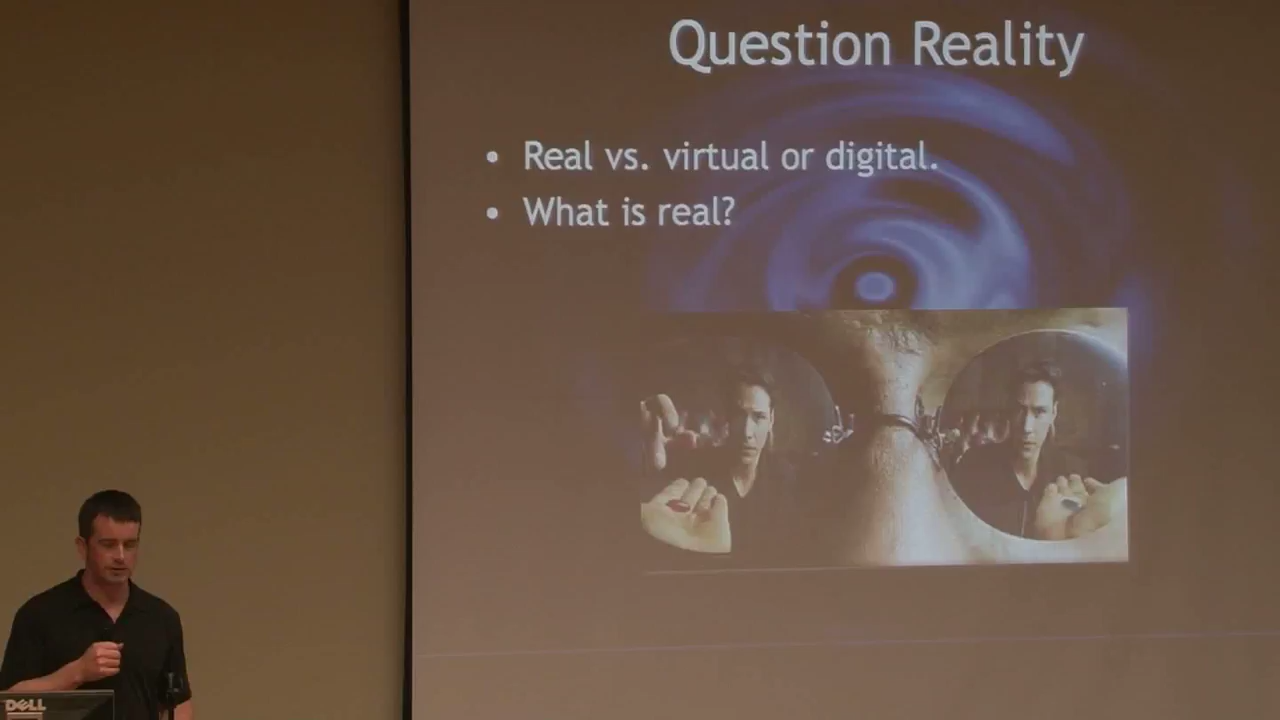 Question Reality
• Real vs. virtual or digital.
• What is real?
DELL